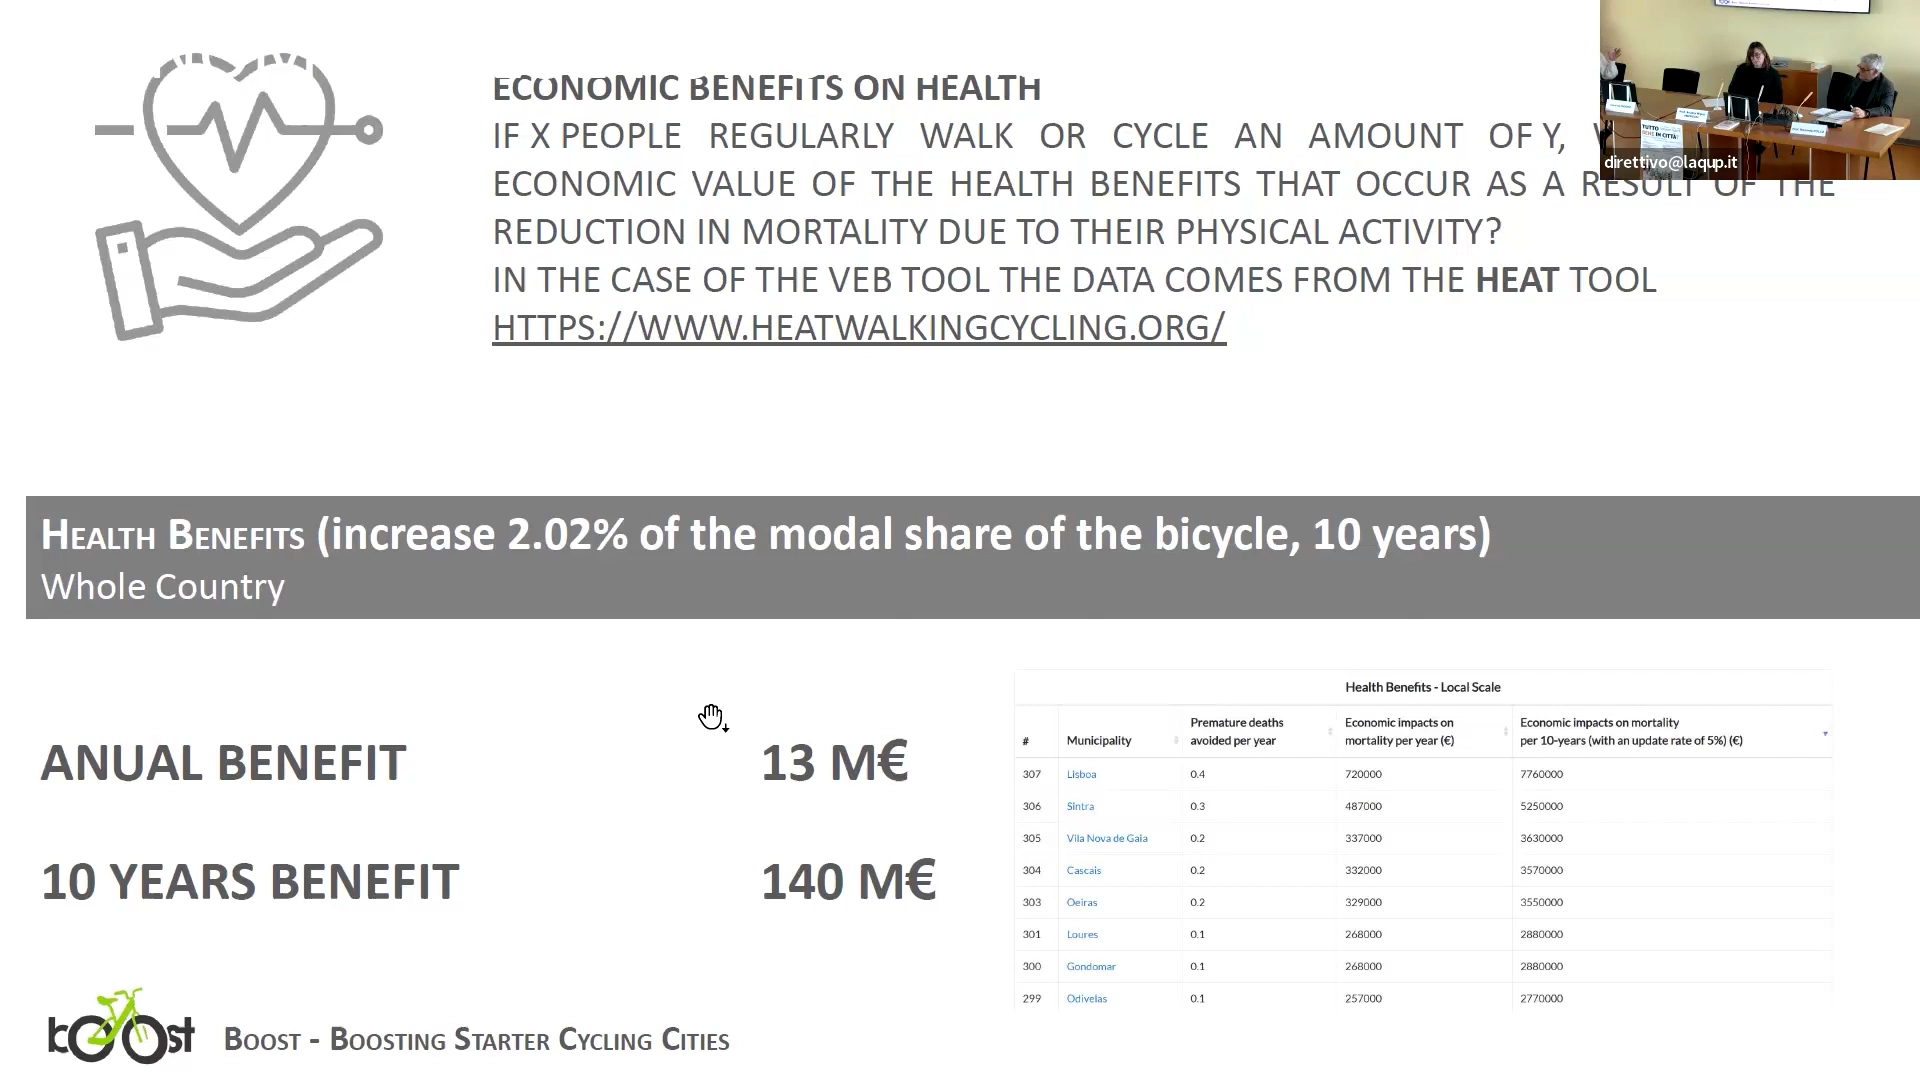 ECONOMIC BENEFITS ON HEALTH
IF X PEOPLE REGULARLY WALK OR CYCLE AN AMOUNT OF Y,
ECONOMIC VALUE OF THE HEALTH BENEFITS THAT OCCUR AS A RESULT OF THE
REDUCTION IN MORTALITY DUE TO THEIR PHYSICAL ACTIVITY?
IN THE CASE OF THE VEB TOOL THE DATA COMES FROM THE HEAT TOOL
HTTPS://WWW.HEATWALKINGCYCLING.ORG/
TUTTO
BENE IN CITTÀ
direttivo@laqup.it
HEALTH BENEFITS (increase 2.02% of the modal share of the bicycle, 10 years)
Whole Country
ANUAL BENEFIT 13 M€
10 YEARS BENEFIT 140 M€
Health Benefits - Local Scale
# Municipality Premature deaths avoided per year Economic impacts on mortality per year (€) Economic impacts on mortality per 10-years (with an update rate of 5%) (€)
307 Lisboa 0.4 720000 7760000
306 Sintra 0.3 487000 5250000
305 Vila Nova de Gaia 0.2 337000 3630000
304 Cascais 0.2 332000 3570000
303 Oeiras 0.2 329000 3550000
301 Loures 0.1 268000 2880000
300 Gondomar 0.1 268000 2880000
299 Odivelas 0.1 257000 2770000
boost
BOOST - BOOSTING STARTER CYCLING CITIES